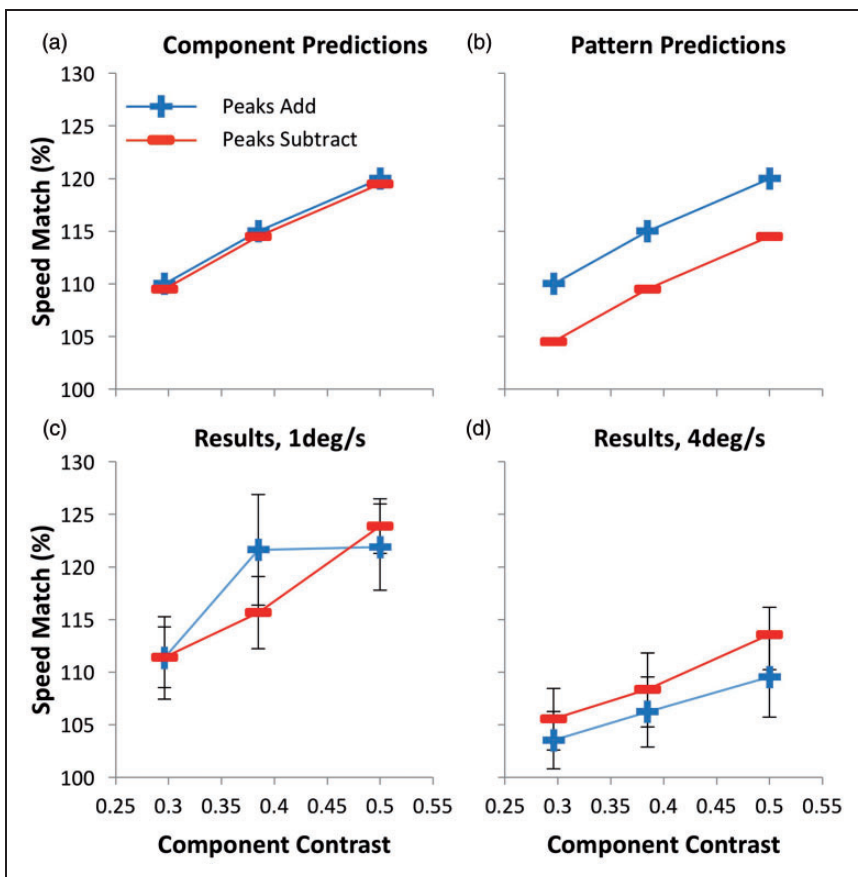 (a) Component Predictions
(b) Pattern Predictions
130
125
120
115
110
105
100
Speed Match (%)
Peaks Add
Peaks Subtract
(c) Results, 1deg/s
(d) Results, 4deg/s
130
125
120
115
110
105
100
Speed Match (%)
0.25 0.3 0.35 0.4 0.45 0.5 0.55
0.25 0.3 0.35 0.4 0.45 0.5 0.55
Component Contrast
Component Contrast